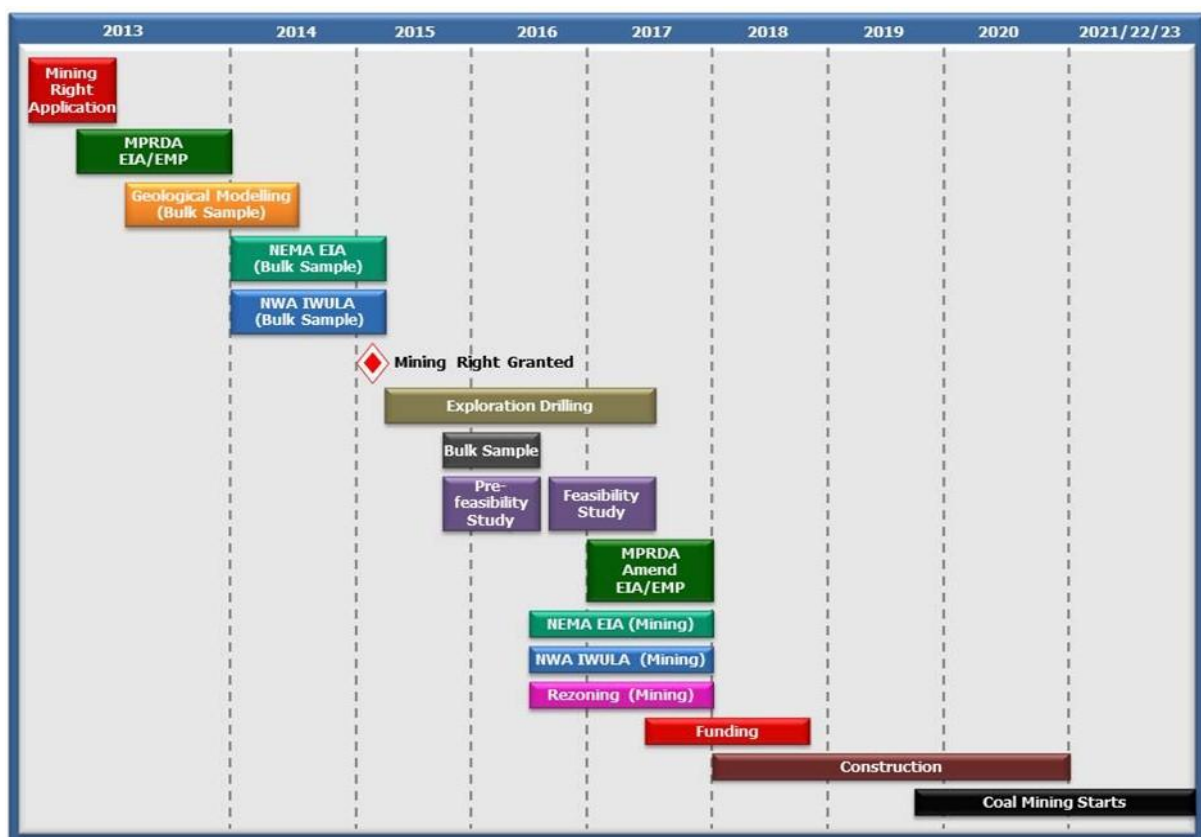 2013 2014 2015 2016 2017 2018 2019 2020 2021/22/23
Mining
Right
Application
MPRDA
EIA/EMP
Geological Modelling
(Bulk Sample)
NEMA EIA
(Bulk Sample)
NWA IWULA
(Bulk Sample)
Mining Right Granted
Exploration Drilling
Bulk Sample
Pre-
feasibility
Study
Feasibility
Study
MPRDA
Amend
EIA/EMP
NEMA EIA (Mining)
NWA IWULA (Mining)
Rezoning (Mining)
Funding
Construction
Coal Mining Starts